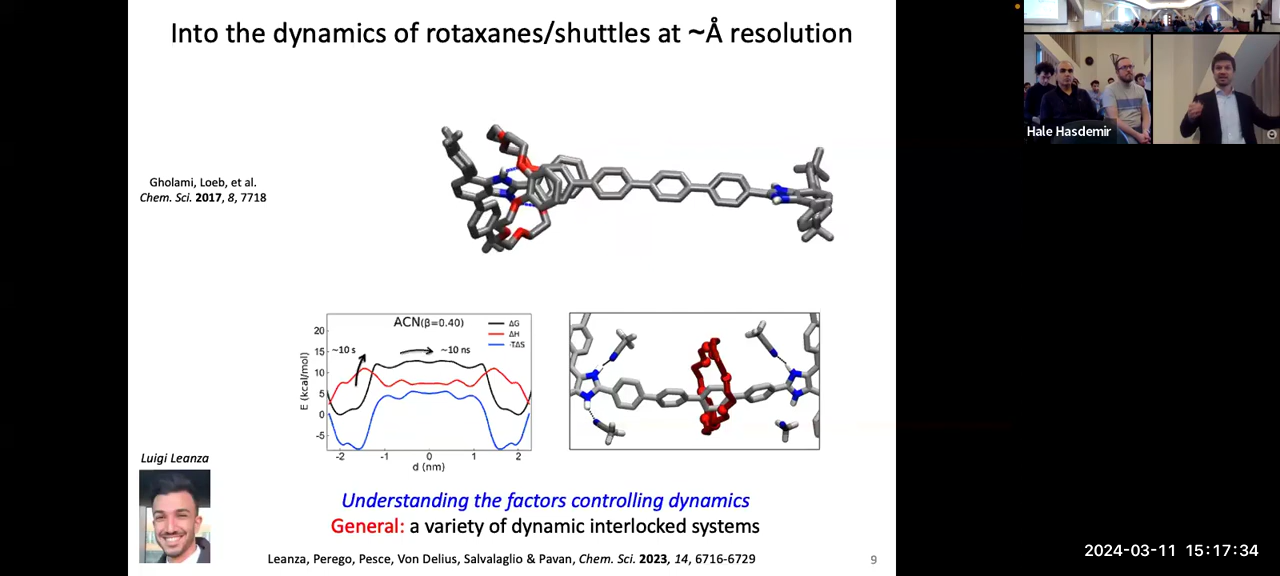 Into the dynamics of rotaxanes/shuttles at ~Å resolution
Gholami, Loeb, et al.
Chem. Sci. 2017, 8, 7718
ACN(β=0.40)
ΔG
ΔH
-TΔS
~10 s
~10 ns
E (kcal/mol)
20
15
10
5
0
-5
-2
-1
0
1
2
d (nm)
Luigi Leanza
Understanding the factors controlling dynamics
General: a variety of dynamic interlocked systems
Leanza, Perego, Pesce, Von Delius, Salvalaglio & Pavan, Chem. Sci. 2023, 14, 6716-6729
9
Hale Hasdemir
2024-03-11 15:17:34